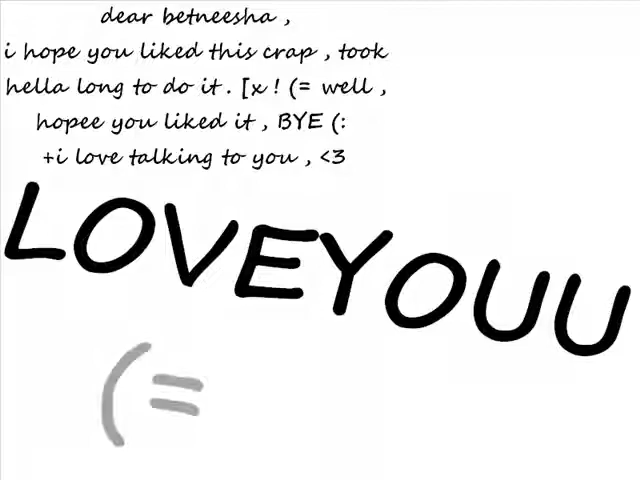 dear betneesha ,
i hope you liked this crap , took
hella long to do it . [x ! (= well ,
hopee you liked it , BYE (:
+i love talking to you , <3
LOVEYOUU
(=